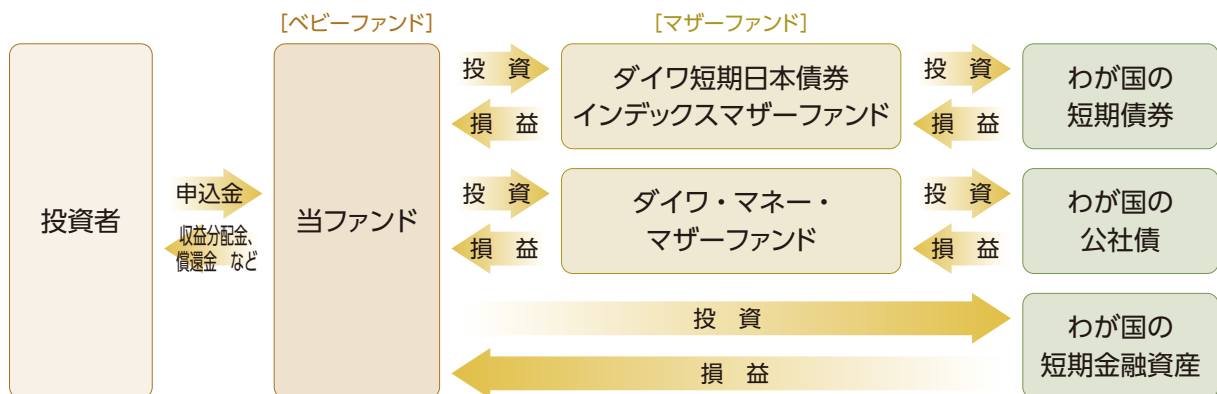 [ベビーファンド]
[マザーファンド]
投資者
申込金
収益分配金、
償還金 など
当ファンド
投 資
損 益
ダイワ短期日本債券
インデックスマザーファンド
投 資
損 益
わが国の
短期債券
投 資
損 益
ダイワ・マネー・
マザーファンド
投 資
損 益
わが国の
公社債
投 資
損 益
わが国の
短期金融資産